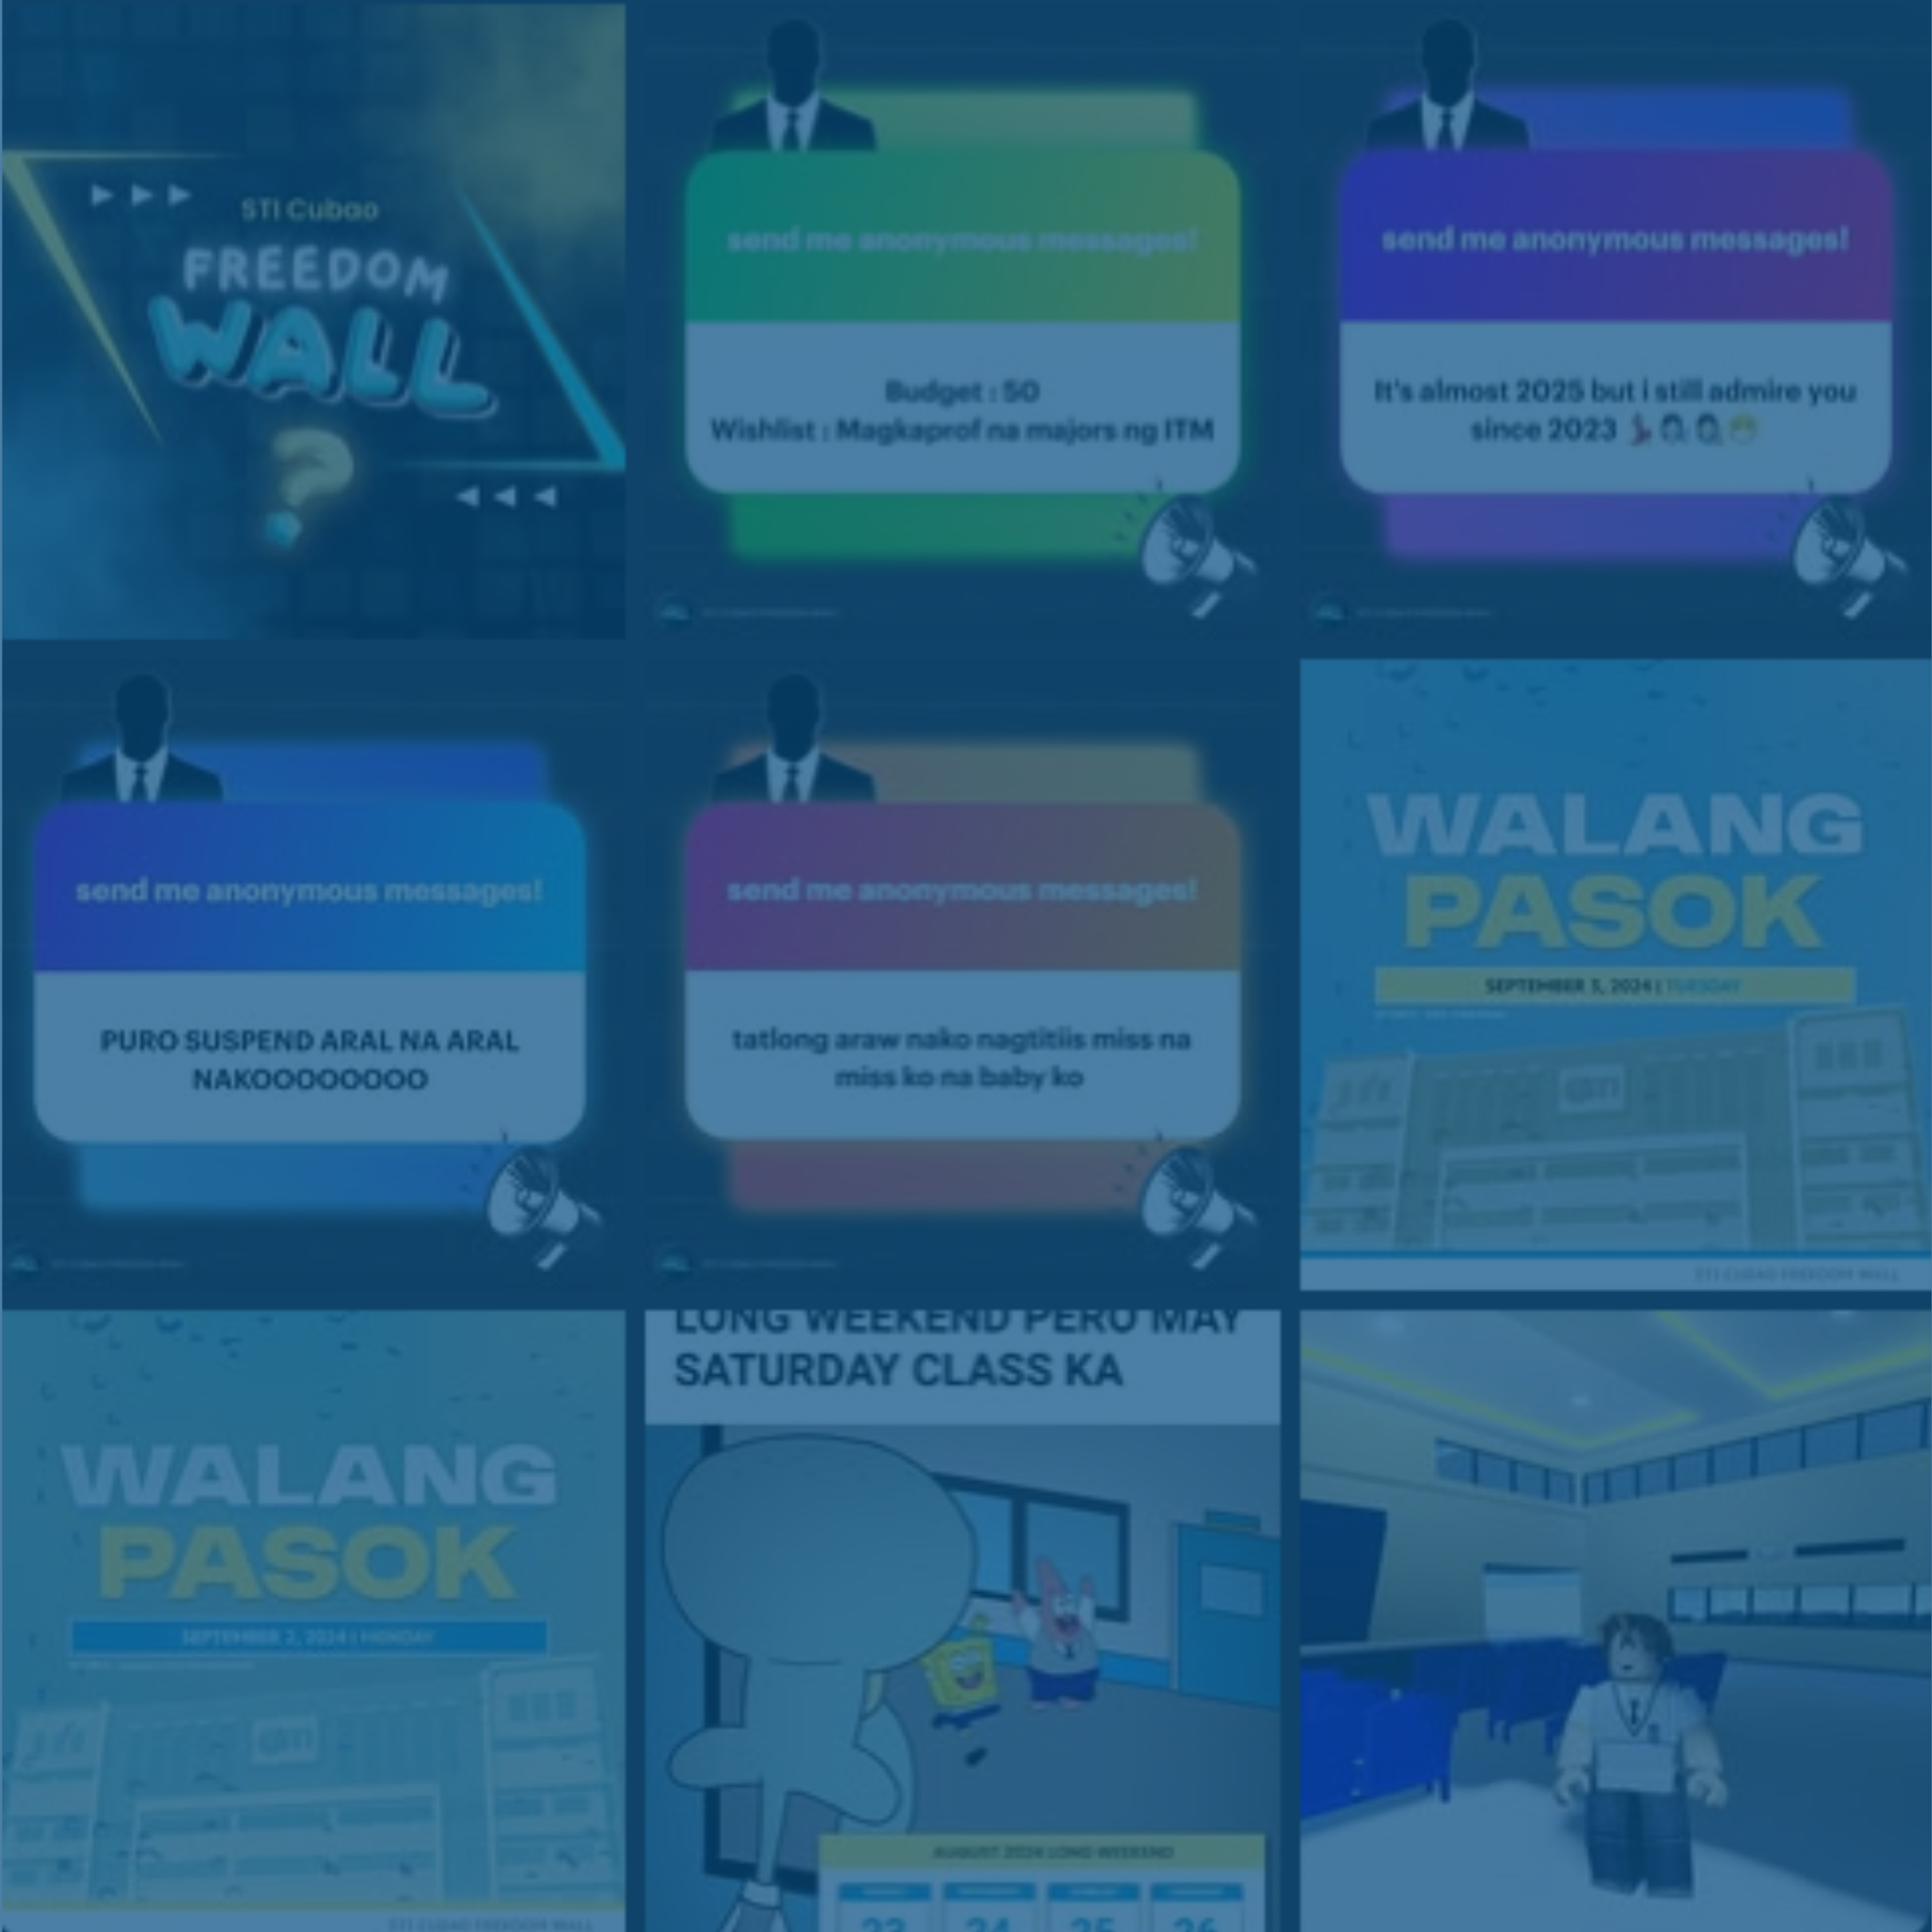 STI Cubao
FREEDOM
WALL
?
send me anonymous messages!
Budget : 50
Wishlist : Magkaprof na majors ng ITM
send me anonymous messages!
It's almost 2025 but i still admire you
since 2023
send me anonymous messages!
PURO SUSPEND ARAL NA ARAL
NAKOOOOOOOO
send me anonymous messages!
tatlong araw nako nagtitiis miss na
miss ko na baby ko
WALANG
PASOK
SEPTEMBER 3, 2024 | TUESDAY
STI
STI CUBAO FREEDOM WALL
WALANG
PASOK
SEPTEMBER 2, 2024 | MONDAY
STI
STI CUBAO FREEDOM WALL
LONG WEEKEND PERO MAY
SATURDAY CLASS KA
AUGUST 2024 LONG WEEKEND
23 24 25 26